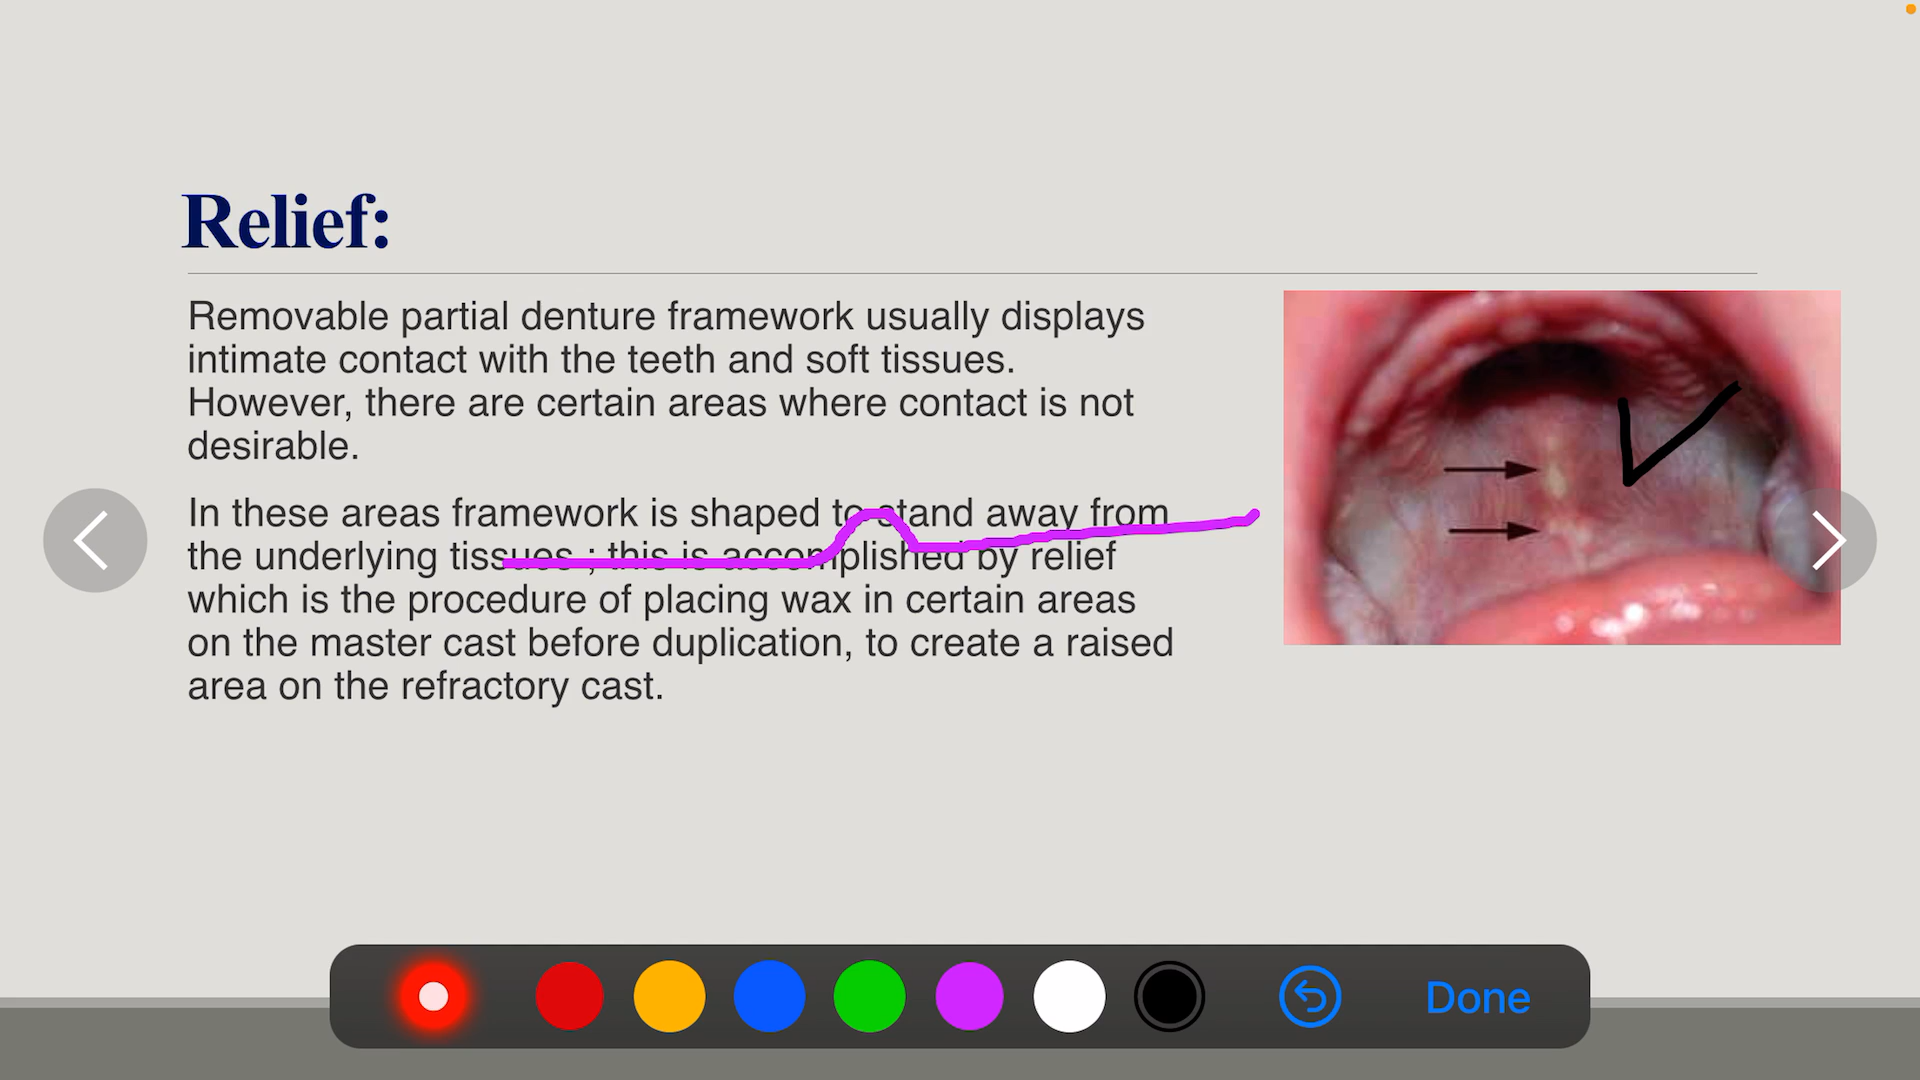 Relief:
Removable partial denture framework usually displays
intimate contact with the teeth and soft tissues.
However, there are certain areas where contact is not
desirable.
In these areas framework is shaped to stand away from
the underlying tissues ; this is accomplished by relief
which is the procedure of placing wax in certain areas
on the master cast before duplication, to create a raised
area on the refractory cast.
Done